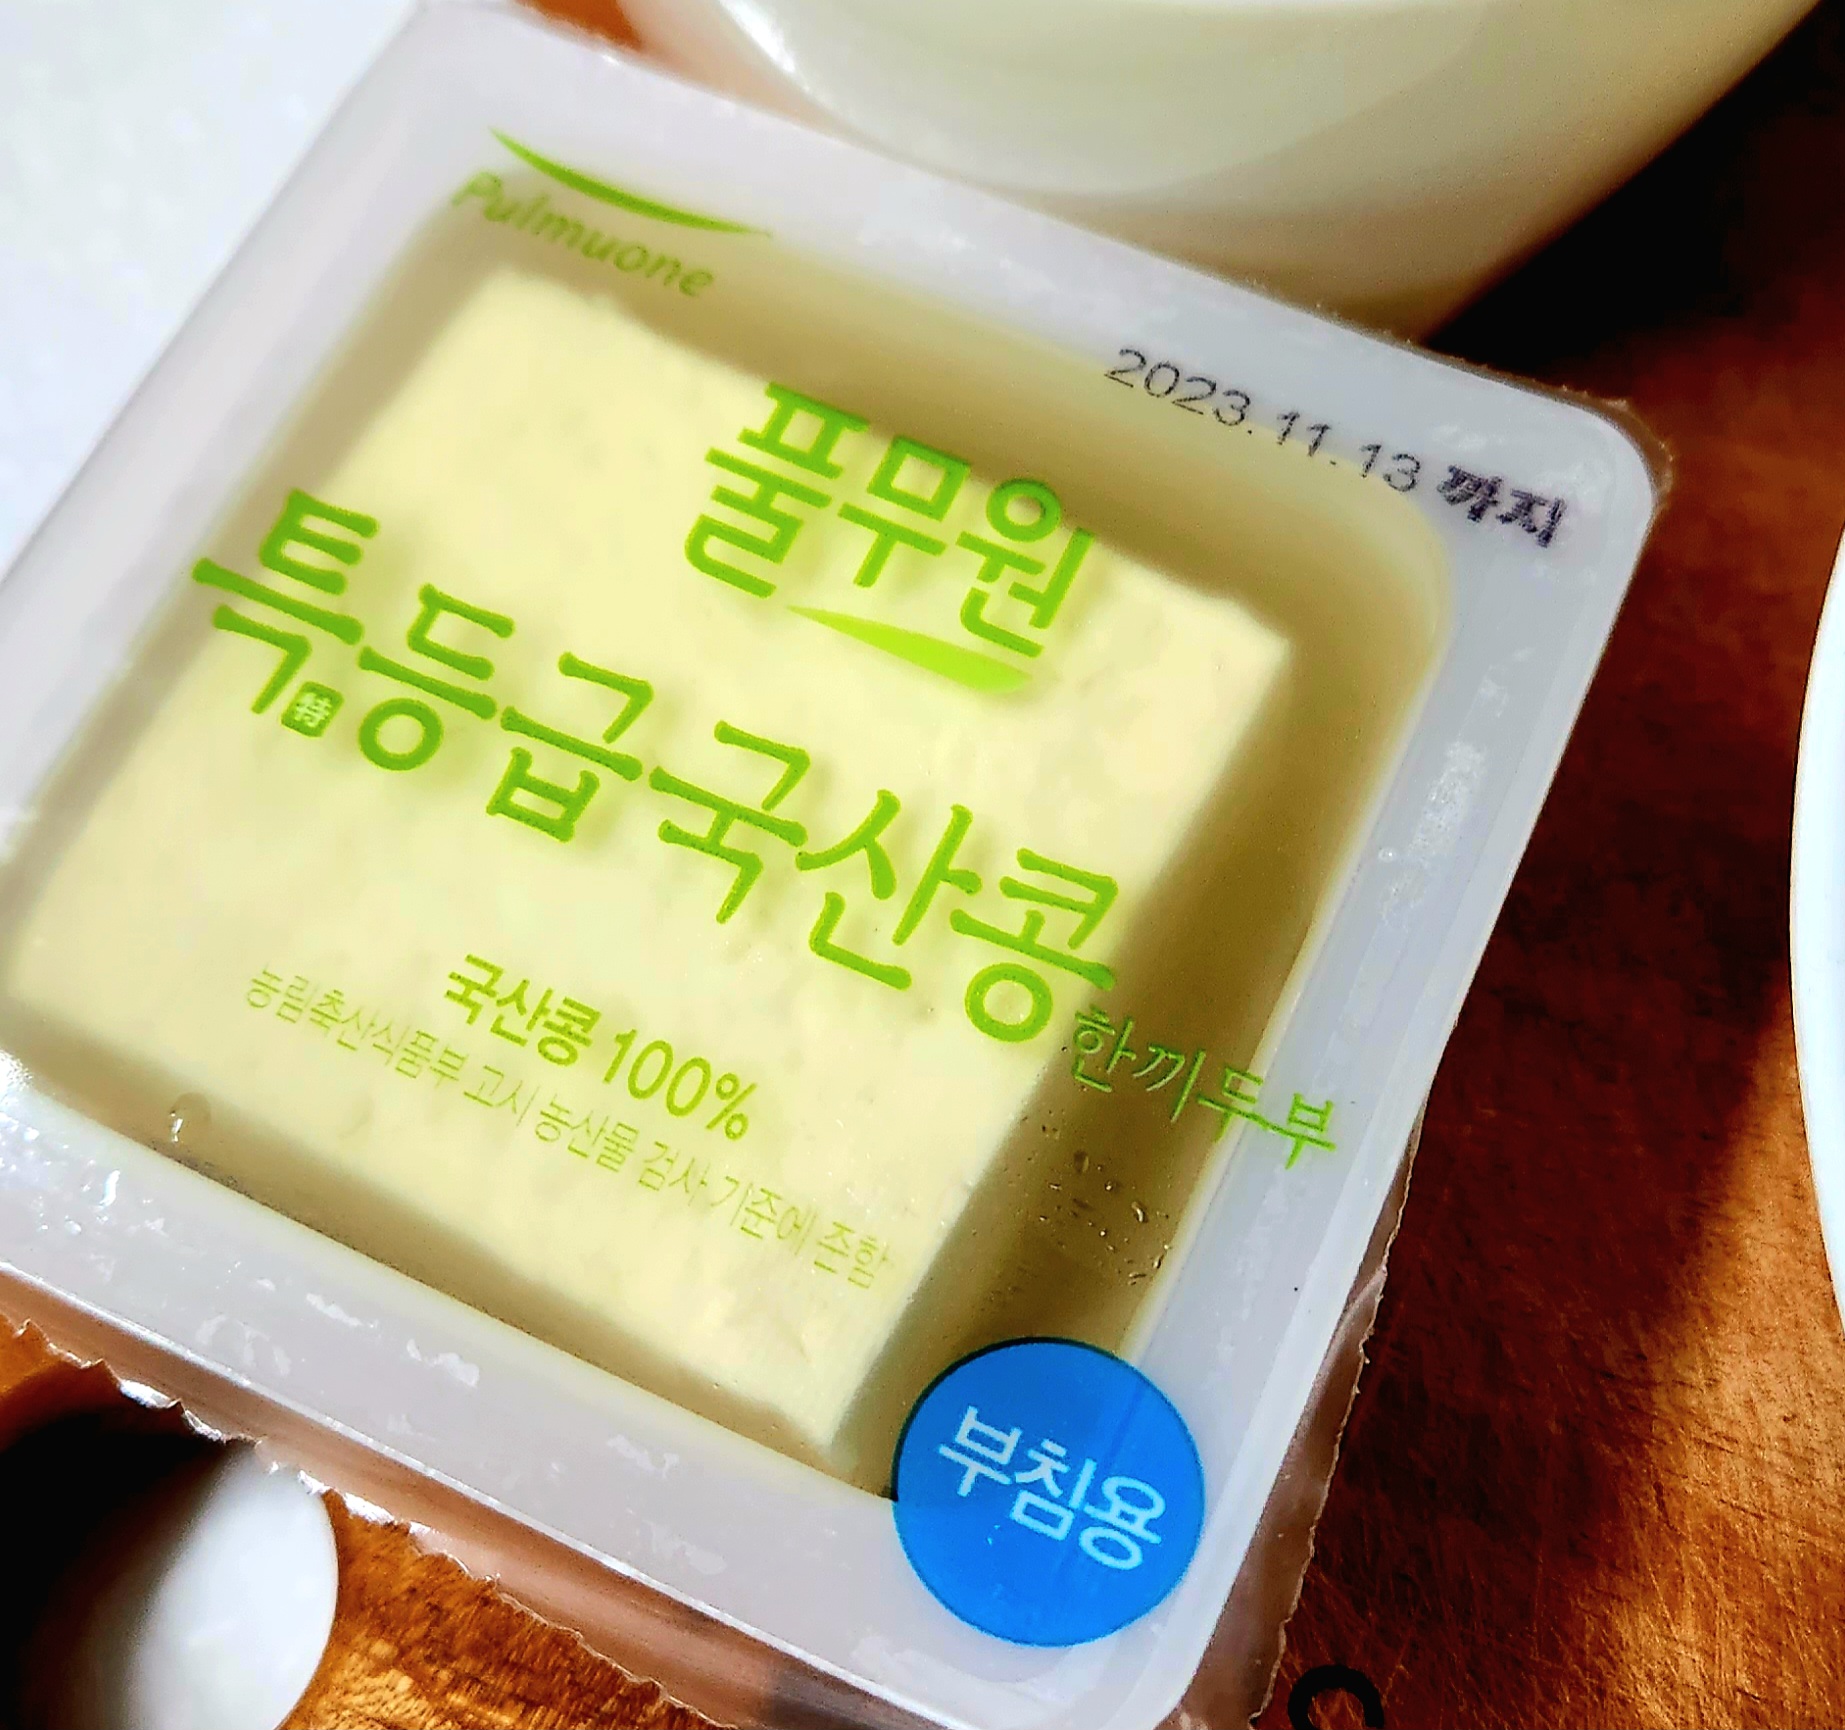 Pulmuone
2023.11.13 까지
풀무원
특등급국산콩
特
한끼두부
국산콩 100%
농림축산식품부 고시 농산물 검사 기준에 준함
부침용